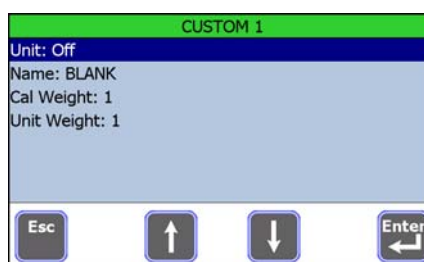 CUSTOM 1
Unit: Off
Name: BLANK
Cal Weight: 1
Unit Weight: 1
Esc
Enter